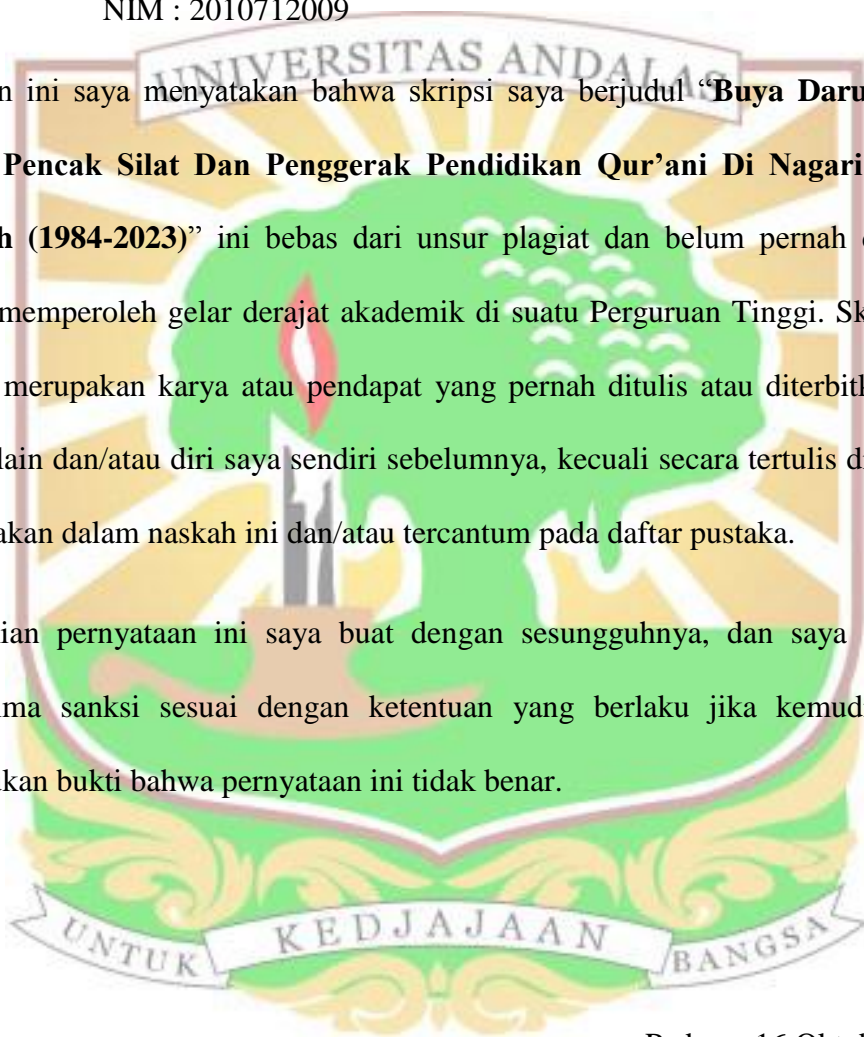 NIM : 2010712009
UNIVERSITAS ANDALAS
n ini saya menyatakan bahwa skripsi saya berjudul “Buya Daru
Pencak Silat Dan Penggerak Pendidikan Qur’ani Di Nagari
h (1984-2023)” ini bebas dari unsur plagiat dan belum pernah
memperoleh gelar derajat akademik di suatu Perguruan Tinggi. Sk
merupakan karya atau pendapat yang pernah ditulis atau diterbitk
lain dan/atau diri saya sendiri sebelumnya, kecuali secara tertulis di
akan dalam naskah ini dan/atau tercantum pada daftar pustaka.
ian pernyataan ini saya buat dengan sesungguhnya, dan saya
ma sanksi sesuai dengan ketentuan yang berlaku jika kemud
ukan bukti bahwa pernyataan ini tidak benar.
UNTUK KEDJAJAAN BANGSA